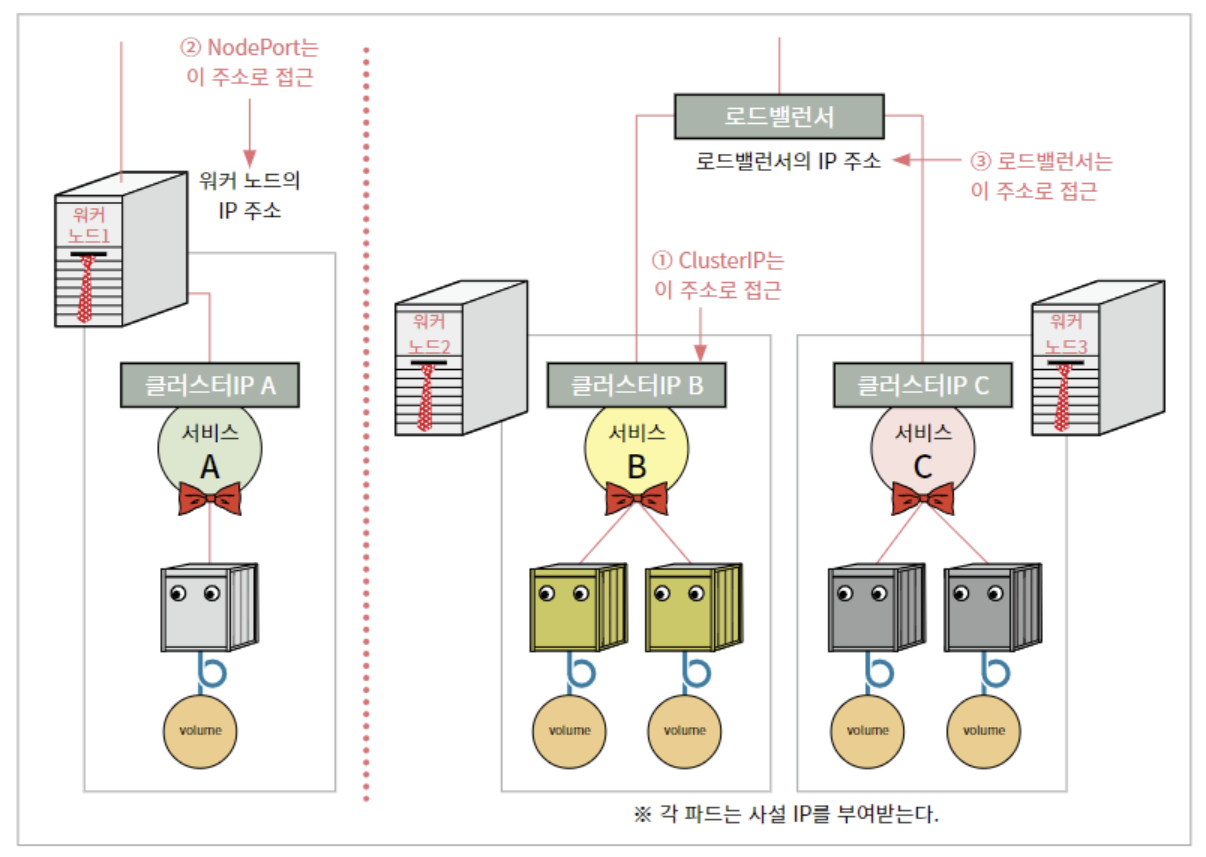 ② NodePort는
이 주소로 접근
워커 노드의
IP 주소
워커
노드1
클러스터IP A
서비스
A
volume
로드밸런서
로드밸런서의 IP 주소
③ 로드밸런서는
이 주소로 접근
① ClusterIP는
이 주소로 접근
워커
노드2
클러스터IP B
서비스
B
volume
volume
워커
노드3
클러스터IP C
서비스
C
volume
volume
※ 각 파드는 사설 IP를 부여받는다.